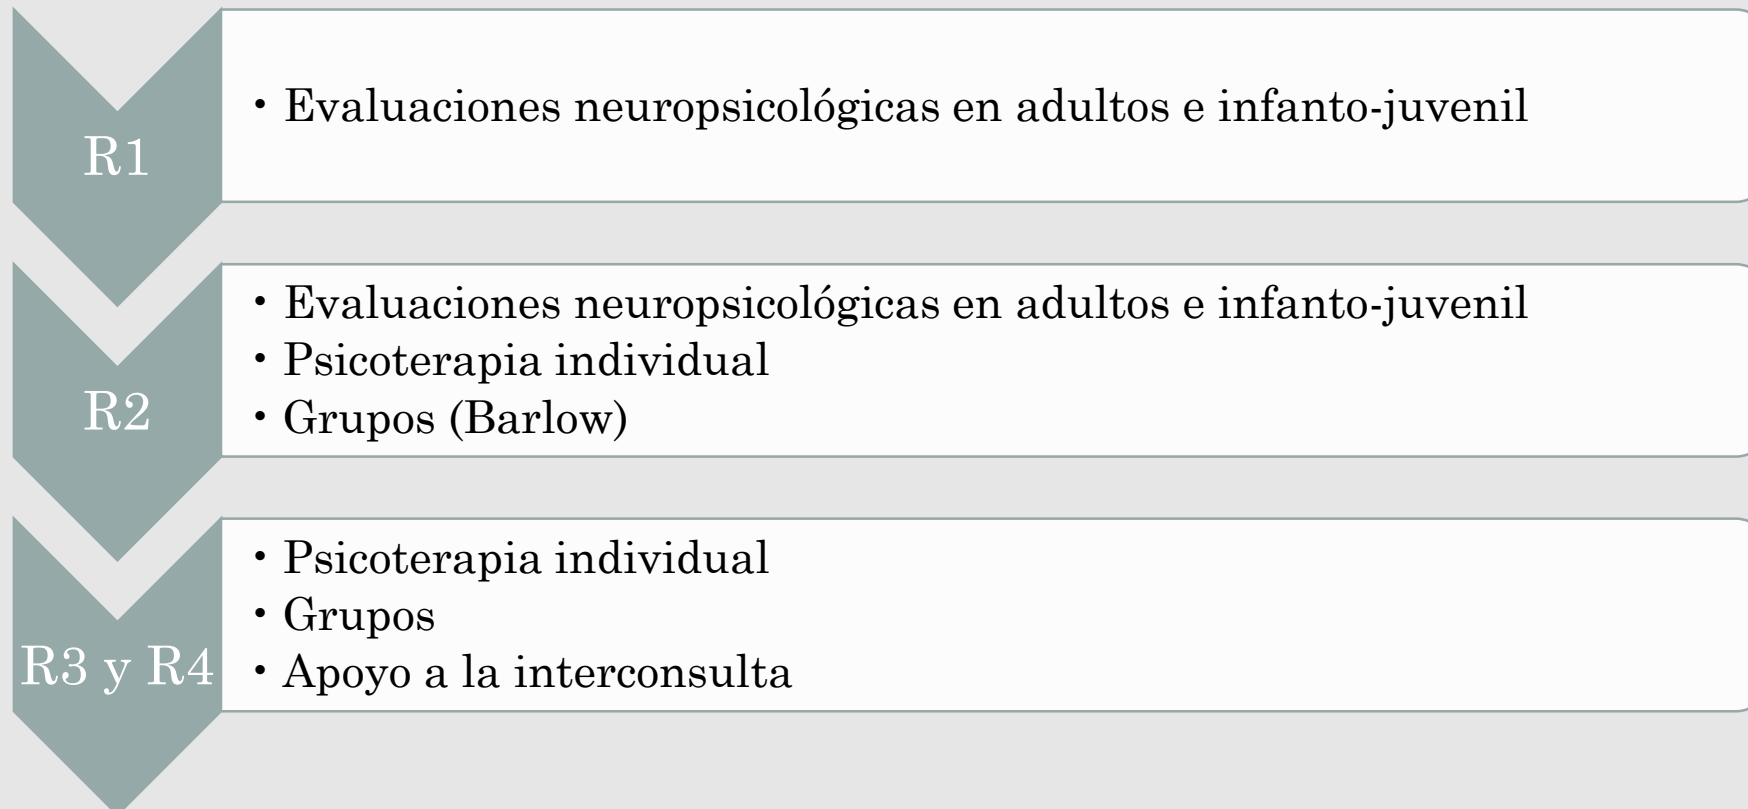 R1
• Evaluaciones neuropsicológicas en adultos e infanto-juvenil
R2
• Evaluaciones neuropsicológicas en adultos e infanto-juvenil
• Psicoterapia individual
• Grupos (Barlow)
R3 y R4
• Psicoterapia individual
• Grupos
• Apoyo a la interconsulta